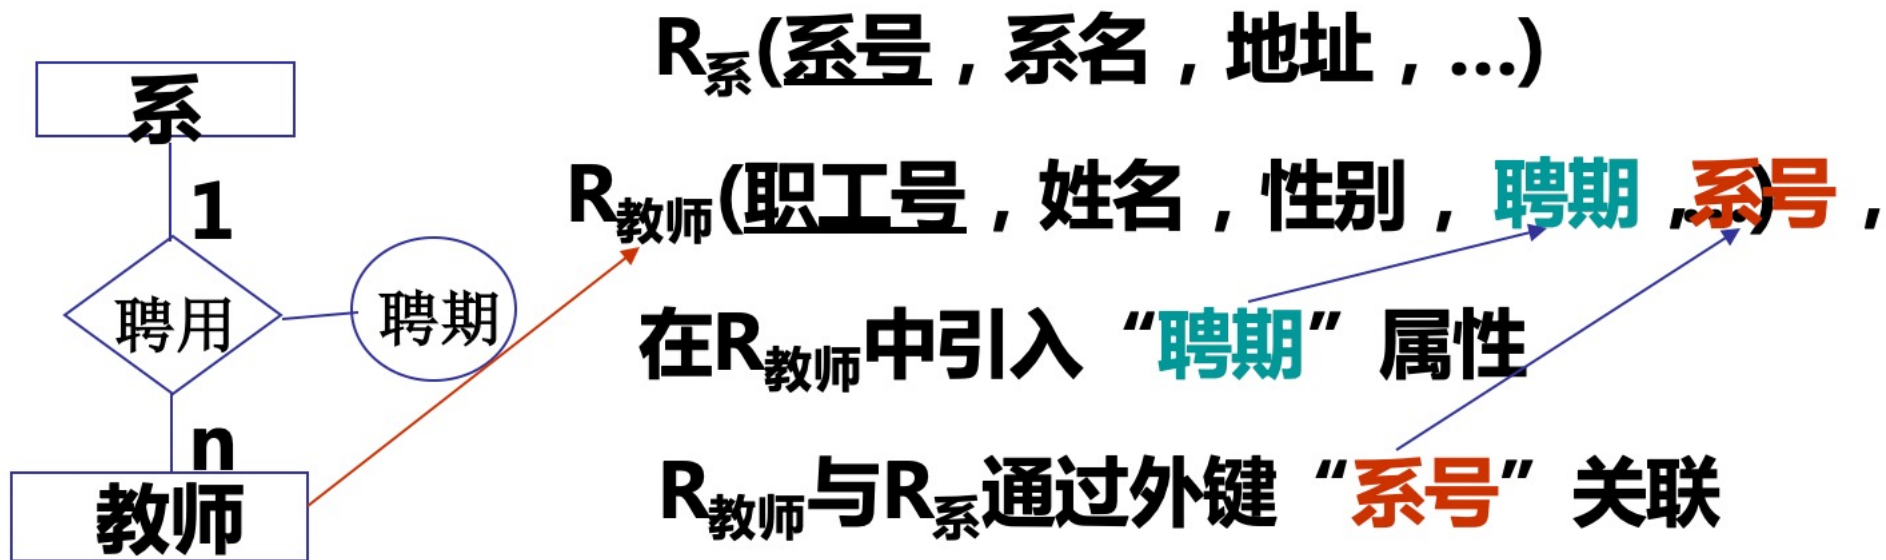 R系(系号，系名，地址，…)
系
1
R教师(职工号，姓名，性别，聘期，系号，…)
聘用
聘期
在R教师中引入“聘期”属性
n
教师
R教师与R系通过外键“系号”关联